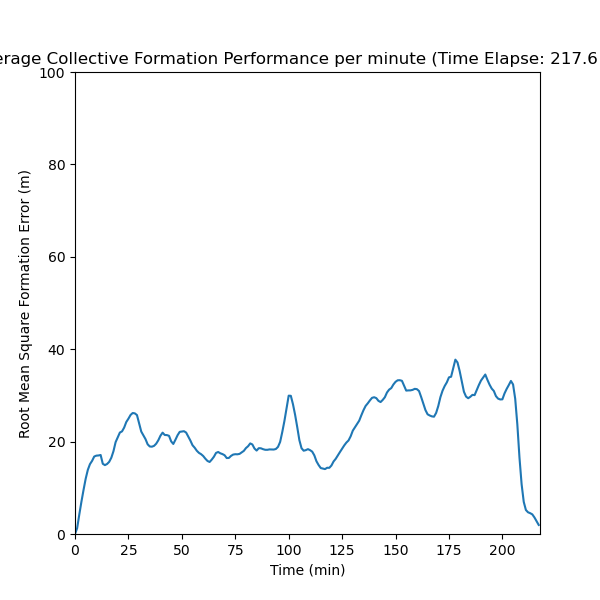 erage Collective Formation Performance per minute (Time Elapse: 217.6
100
80
60
40
20
0
Root Mean Square Formation Error (m)
0 25 50 75 100 125 150 175 200
Time (min)